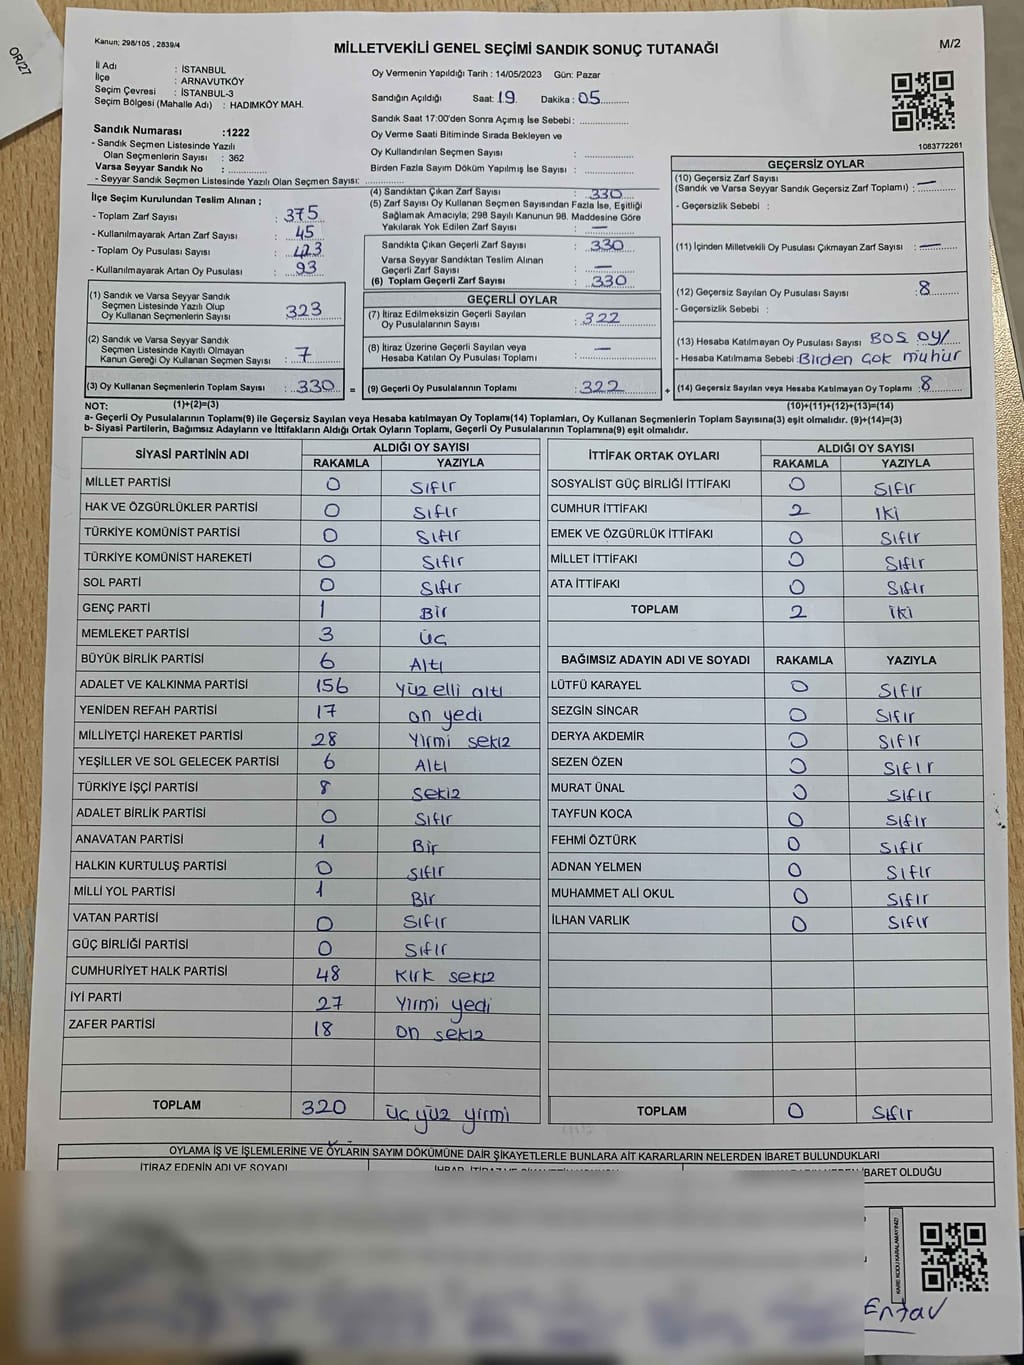 OR/27
Kanun: 298/105 , 2839/4
MİLLETVEKİLİ GENEL SEÇİMİ SANDIK SONUÇ TUTANAĞI
M/2
İl Adı : İSTANBUL
İlçe : ARNAVUTKÖY
Seçim Çevresi : İSTANBUL-3
Seçim Bölgesi (Mahalle Adı) : HADIMKÖY MAH.
Oy Vermenin Yapıldığı Tarih : 14/05/2023 Gün: Pazar
Sandığın Açıldığı Saat: 19 Dakika : 05
Sandık Saat 17:00'den Sonra Açımış İse Sebebi:
Oy Verme Saati Bitiminde Sırada Bekleyen ve
Oy Kullandırılan Seçmen Sayısı :
Birden Fazla Sayım Döküm Yapılmış İse Sayısı :
1083772261
Sandık Numarası :1222
- Sandık Seçmen Listesinde Yazılı
Olan Seçmenlerin Sayısı : 362
Varsa Seyyar Sandık No :
- Seyyar Sandık Seçmen Listesinde Yazılı Olan Seçmen Sayısı:
İlçe Seçim Kurulundan Teslim Alınan ;
- Toplam Zarf Sayısı : 375
- Kullanılmayarak Artan Zarf Sayısı : 45
- Toplam Oy Pusulası Sayısı : 423
- Kullanılmayarak Artan Oy Pusulası : 93
(4) Sandıktan Çıkan Zarf Sayısı : 330
(5) Zarf Sayısı Oy Kullanan Seçmen Sayısından Fazla İse, Eşitliği
Sağlamak Amacıyla; 298 Sayılı Kanunun 98. Maddesine Göre
Yakılarak Yok Edilen Zarf Sayısı : —
Sandıkta Çıkan Geçerli Zarf Sayısı : 330
Varsa Seyyar Sandıktan Teslim Alınan
Geçerli Zarf Sayısı : —
(6) Toplam Geçerli Zarf Sayısı : 330
GEÇERSİZ OYLAR
(10) Geçersiz Zarf Sayısı
(Sandık ve Varsa Seyyar Sandık Geçersiz Zarf Toplamı) : —
- Geçersizlik Sebebi :
(11) İçinden Milletvekili Oy Pusulası Çıkmayan Zarf Sayısı : —
(12) Geçersiz Sayılan Oy Pusulası Sayısı : 8
- Geçersizlik Sebebi :
(13) Hesaba Katılmayan Oy Pusulası Sayısı BOS OY/
- Hesaba Katılmama Sebebi : Birden Gok muhur
(14) Geçersiz Sayılan veya Hesaba Katılmayan Oy Toplamı : 8
(10)+(11)+(12)+(13)=(14)
(1) Sandık ve Varsa Seyyar Sandık
Seçmen Listesinde Yazılı Olup
Oy Kullanan Seçmenlerin Sayısı : 323
(2) Sandık ve Varsa Seyyar Sandık
Seçmen Listesinde Kayıtlı Olmayan
Kanun Gereği Oy Kullanan Seçmen Sayısı : 7
(3) Oy Kullanan Seçmenlerin Toplam Sayısı : 330 =
(1)+(2)=(3)
GEÇERLİ OYLAR
(7) İtiraz Edilmeksizin Geçerli Sayılan
Oy Pusulalarının Sayısı : 322
(8) İtiraz Üzerine Geçerli Sayılan veya
Hesaba Katılan Oy Pusulası Toplamı : —
(9) Geçerli Oy Pusulalarının Toplamı : 322 +
NOT:
a- Geçerli Oy Pusulalarının Toplamı(9) ile Geçersiz Sayılan veya Hesaba katılmayan Oy Toplam(14) Toplamları, Oy Kullanan Seçmenlerin Toplam Sayısına(3) eşit olmalıdır. (9)+(14)=(3)
b- Siyasi Partilerin, Bağımsız Adayların ve İttifakların Aldığı Ortak Oyların Toplamı, Geçerli Oy Pusulalarının Toplamına(9) eşit olmalıdır.
SİYASİ PARTİNİN ADI ALDIĞI OY SAYISI
RAKAMLA YAZIYLA
MİLLET PARTİSİ 0 Sıfır
HAK VE ÖZGÜRLÜKLER PARTİSİ 0 Sıfır
TÜRKİYE KOMÜNİST PARTİSİ 0 Sıfır
TÜRKİYE KOMÜNİST HAREKETİ 0 Sıfır
SOL PARTİ 0 Sıfır
GENÇ PARTİ 1 Bir
MEMLEKET PARTİSİ 3 Üç
BÜYÜK BİRLİK PARTİSİ 6 Altı
ADALET VE KALKINMA PARTİSİ 156 Yüz elli altı
YENİDEN REFAH PARTİSİ 17 on yedi
MİLLİYETÇİ HAREKET PARTİSİ 28 Yirmi sekiz
YEŞİLLER VE SOL GELECEK PARTİSİ 6 Altı
TÜRKİYE İŞÇİ PARTİSİ 8 sekiz
ADALET BİRLİK PARTİSİ 0 Sıfır
ANAVATAN PARTİSİ 1 Bir
HALKIN KURTULUŞ PARTİSİ 0 Sıfır
MİLLİ YOL PARTİSİ 1 Bir
VATAN PARTİSİ 0 Sıfır
GÜÇ BİRLİĞİ PARTİSİ 0 Sıfır
CUMHURİYET HALK PARTİSİ 48 Kırk sekiz
İYİ PARTİ 27 Yirmi yedi
ZAFER PARTİSİ 18 on sekiz
TOPLAM 320 üç yüz yirmi
İTTİFAK ORTAK OYLARI ALDIĞI OY SAYISI
RAKAMLA YAZIYLA
SOSYALİST GÜÇ BİRLİĞİ İTTİFAKI 0 Sıfır
CUMHUR İTTİFAKI 2 Iki
EMEK VE ÖZGÜRLÜK İTTİFAKI 0 Sıfır
MİLLET İTTİFAKI 0 Sıfır
ATA İTTİFAKI 0 Sıfır
TOPLAM 2 İki
BAĞIMSIZ ADAYIN ADI VE SOYADI RAKAMLA YAZIYLA
LÜTFÜ KARAYEL 0 Sıfır
SEZGİN SİNCAR 0 Sıfır
DERYA AKDEMİR 0 Sıfır
SEZEN ÖZEN 0 Sıfır
MURAT ÜNAL 0 Sıfır
TAYFUN KOCA 0 Sıfır
FEHMİ ÖZTÜRK 0 Sıfır
ADNAN YELMEN 0 Sıfır
MUHAMMET ALİ OKUL 0 Sıfır
İLHAN VARLIK 0 Sıfır
TOPLAM 0 Sıfır
OYLAMA İŞ VE İŞLEMLERİNE VE OYLARIN SAYIM DÖKÜMÜNE DAİR ŞİKAYETLERLE BUNLARA AİT KARARLARIN NELERDEN İBARET BULUNDUKLARI
İTİRAZ EDENİN ADI VE SOYADI
İBARET OLDUĞU
KARE KODU KARALAMAYINIZ!